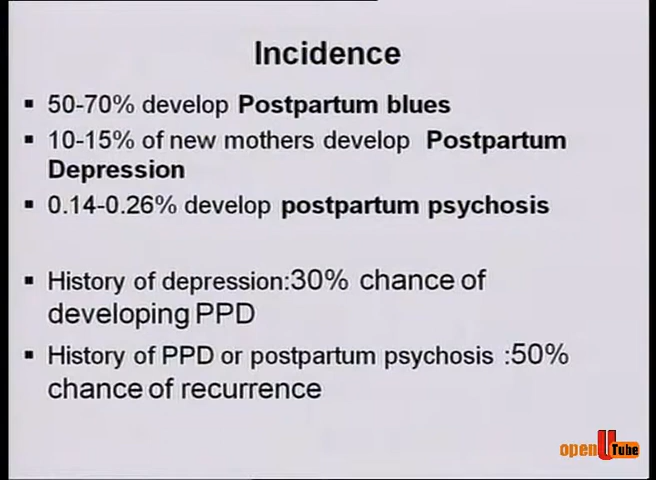 Incidence
▪ 50-70% develop Postpartum blues
▪ 10-15% of new mothers develop Postpartum
Depression
▪ 0.14-0.26% develop postpartum psychosis
▪ History of depression:30% chance of
developing PPD
▪ History of PPD or postpartum psychosis :50%
chance of recurrence
openUTube